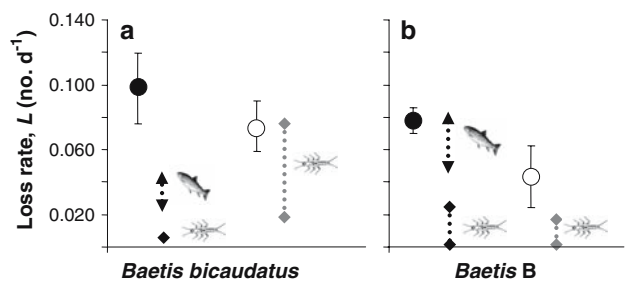 Loss rate, L (no. d⁻¹)
0.140
0.100
0.060
0.020
a
b
Baetis bicaudatus
Baetis B